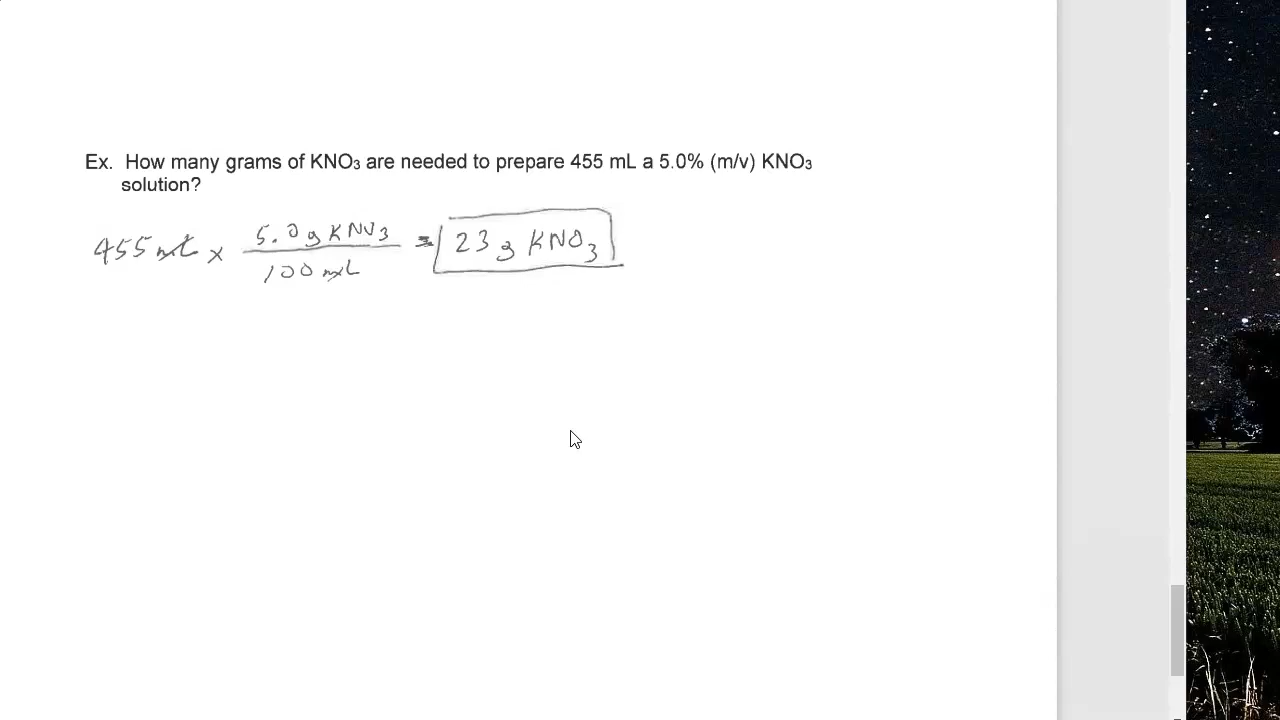 Ex. How many grams of KNO₃ are needed to prepare 455 mL a 5.0% (m/v) KNO₃
solution?
455 mL x 5.0 g KNO3 / 100 mL = 23 g KNO3